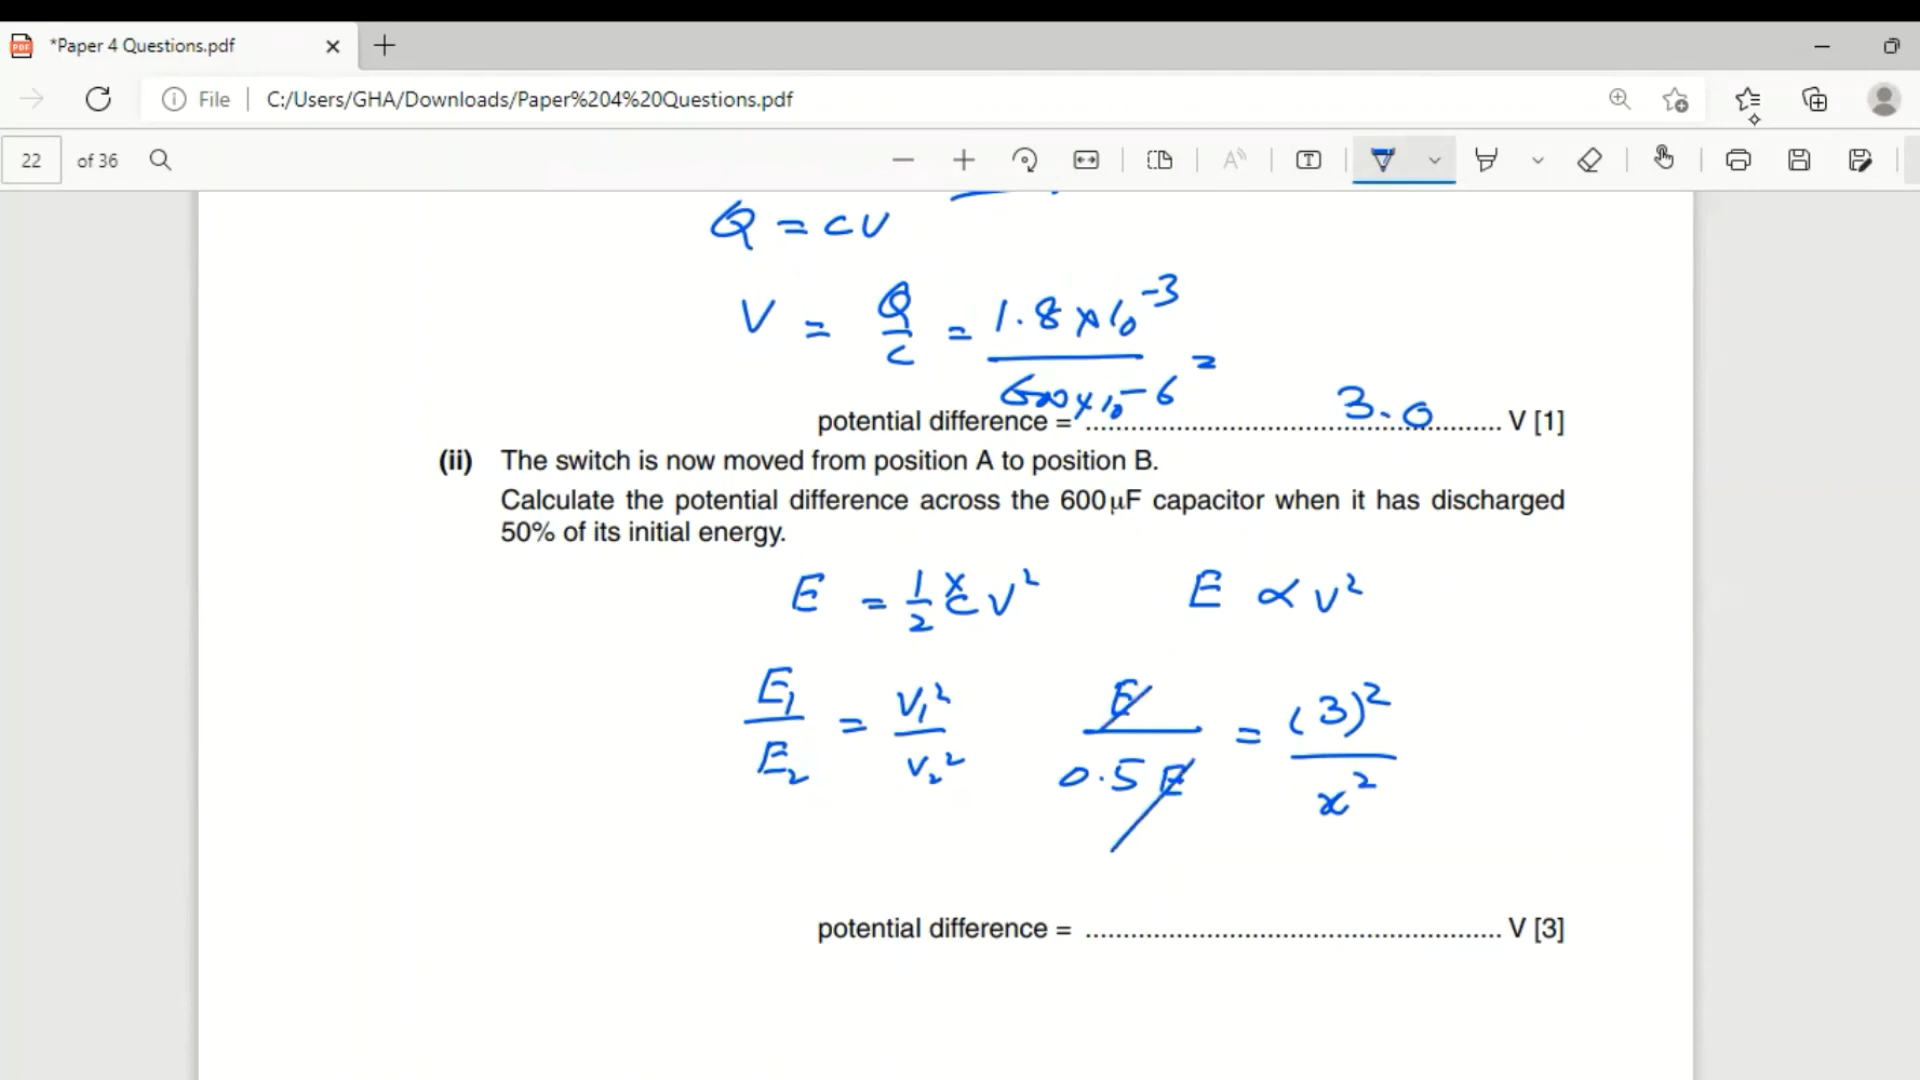 *Paper 4 Questions.pdf
File C:/Users/GHA/Downloads/Paper%204%20Questions.pdf
22 of 36
Q = CV
V = Q/C = 1.8 × 10⁻³ / 600 × 10⁻⁶ =
potential difference = .......... 3.0 .......... V [1]
(ii) The switch is now moved from position A to position B.
Calculate the potential difference across the 600 μF capacitor when it has discharged
50% of its initial energy.
E = 1/2 × C V² E ∝ V²
E₁/E₂ = V₁²/V₂² E/0.5E = (3)²/x²
potential difference = .......... V [3]